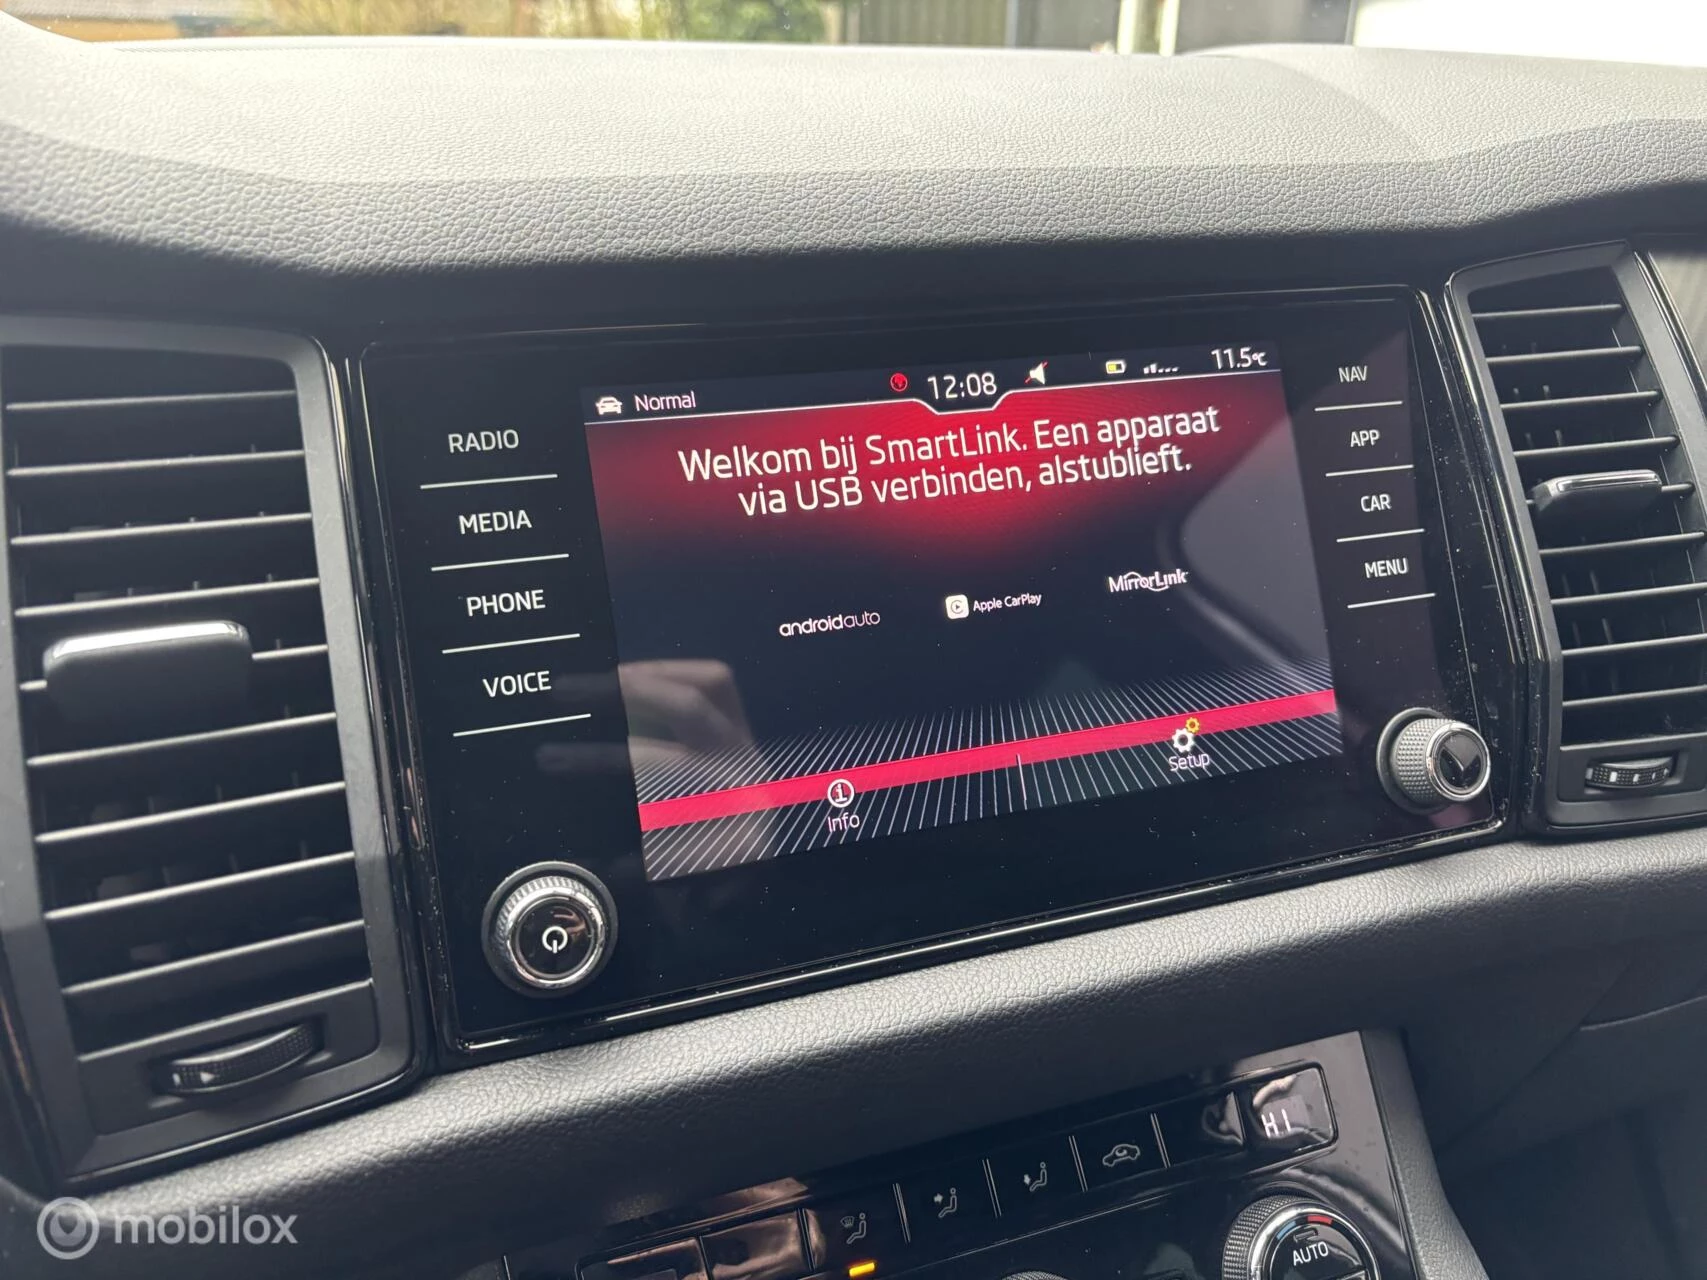 Normal 12:08 11.5°C
RADIO
MEDIA
PHONE
VOICE
Welkom bij SmartLink. Een apparaat
via USB verbinden, alstublieft.
androidauto
Apple CarPlay
MirrorLink
Info
Setup
NAV
APP
CAR
MENU
HI
AUTO
mobilox